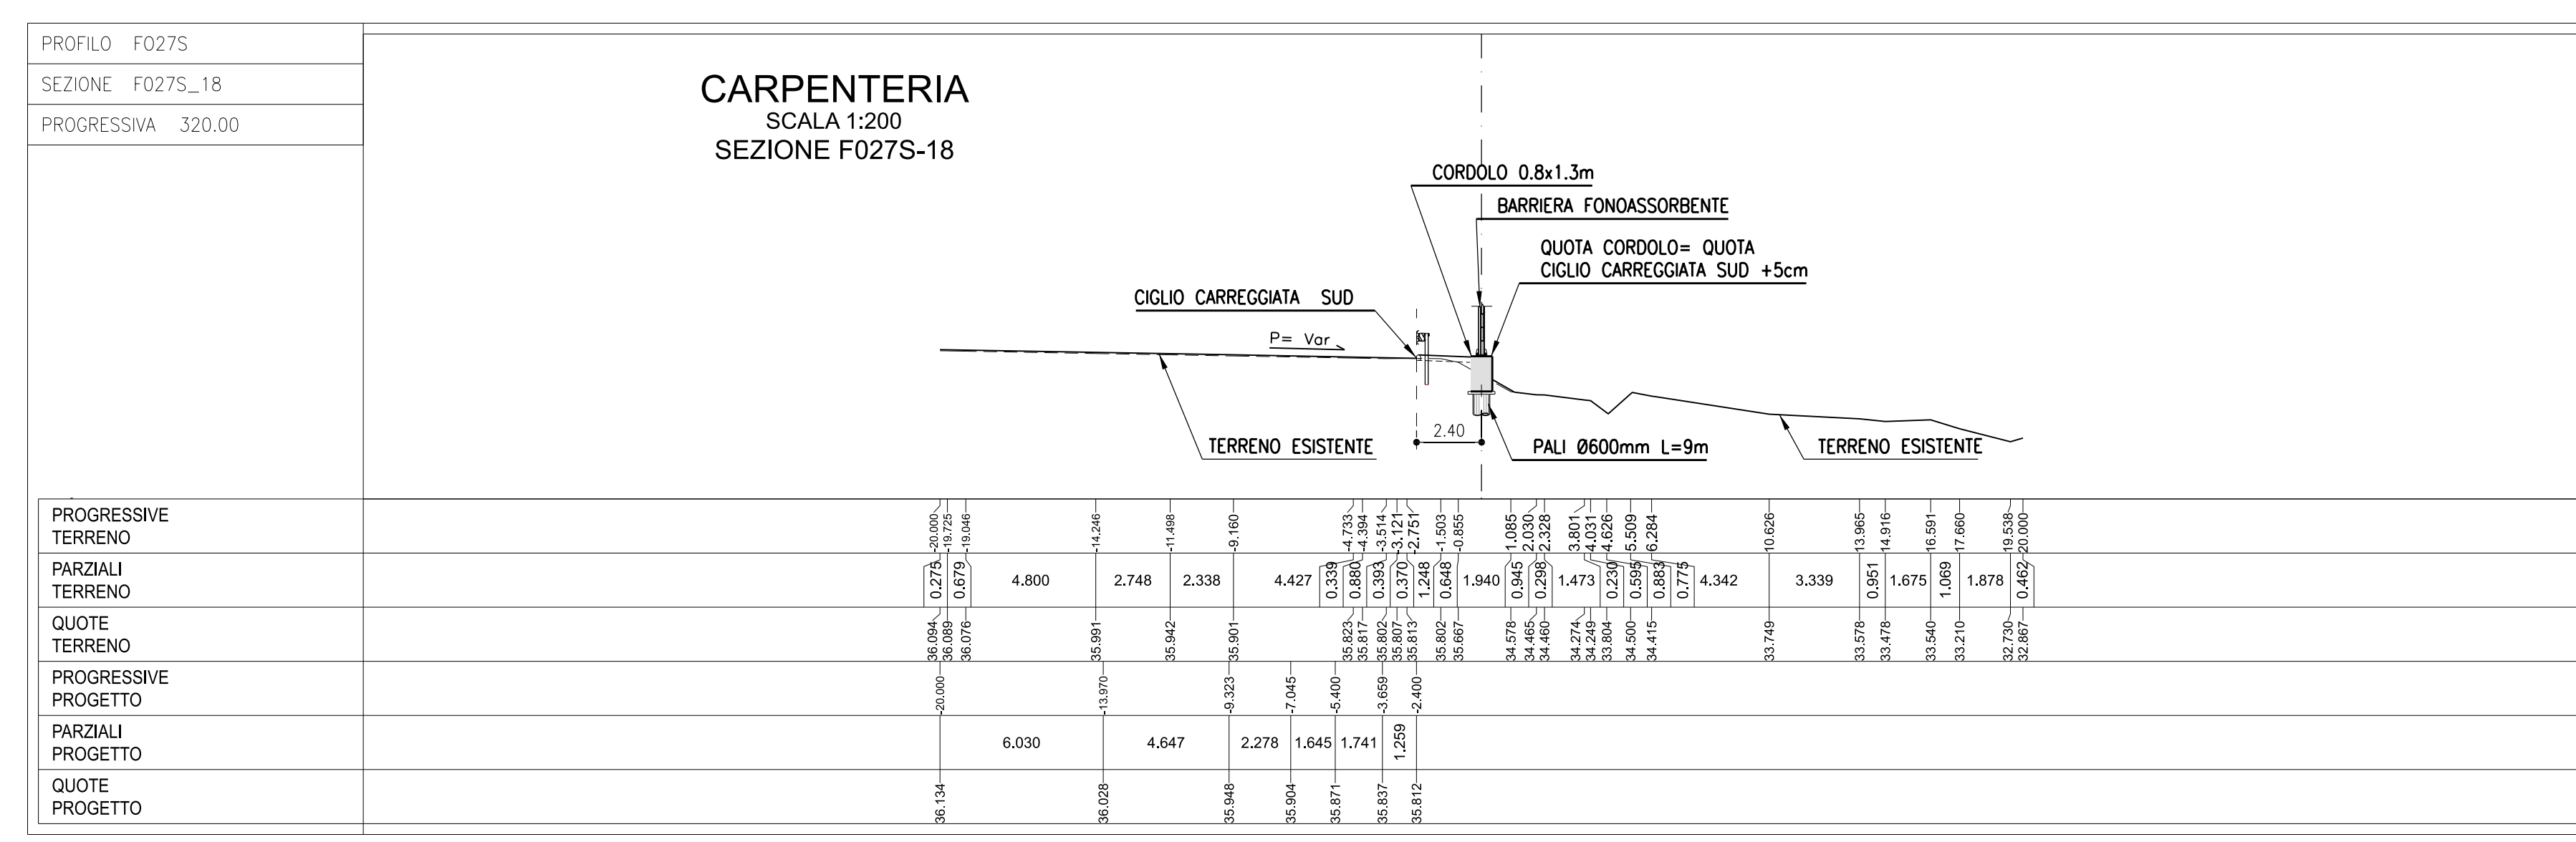 PROFILO F027S
SEZIONE F027S_18
PROGRESSIVA 320.00
CARPENTERIA
SCALA 1:200
SEZIONE F027S-18
CORDOLO 0.8x1.3m
BARRIERA FONOASSORBENTE
QUOTA CORDOLO= QUOTA
CIGLIO CARREGGIATA SUD +5cm
CIGLIO CARREGGIATA SUD
P= Var
2.40
TERRENO ESISTENTE
PALI Ø600mm L=9m
TERRENO ESISTENTE
PROGRESSIVE
TERRENO
-20.000 -19.725 -19.046 -14.246 -11.498 -9.160 -4.733 -4.394 -3.514 -3.121 -2.751 -1.503 -0.855 1.085 2.030 2.328 3.801 4.031 4.626 5.509 6.284 10.626 13.965 14.916 16.591 17.660 19.538 20.000
PARZIALI
TERRENO
0.275 0.679 4.800 2.748 2.338 4.427 0.339 0.880 0.393 0.370 1.248 0.648 1.940 0.945 0.298 1.473 0.230 0.595 0.883 0.775 4.342 3.339 0.951 1.675 1.069 1.878 0.462
QUOTE
TERRENO
36.094 36.089 36.076 35.991 35.942 35.901 35.823 35.817 35.802 35.807 35.813 35.802 35.667 34.578 34.465 34.460 34.274 34.249 33.804 34.500 34.415 33.749 33.578 33.478 33.540 33.210 32.730 32.867
PROGRESSIVE
PROGETTO
-20.000 -13.970 -9.323 -7.045 -5.400 -3.659 -2.400
PARZIALI
PROGETTO
6.030 4.647 2.278 1.645 1.741 1.259
QUOTE
PROGETTO
36.134 36.028 35.948 35.904 35.871 35.837 35.812